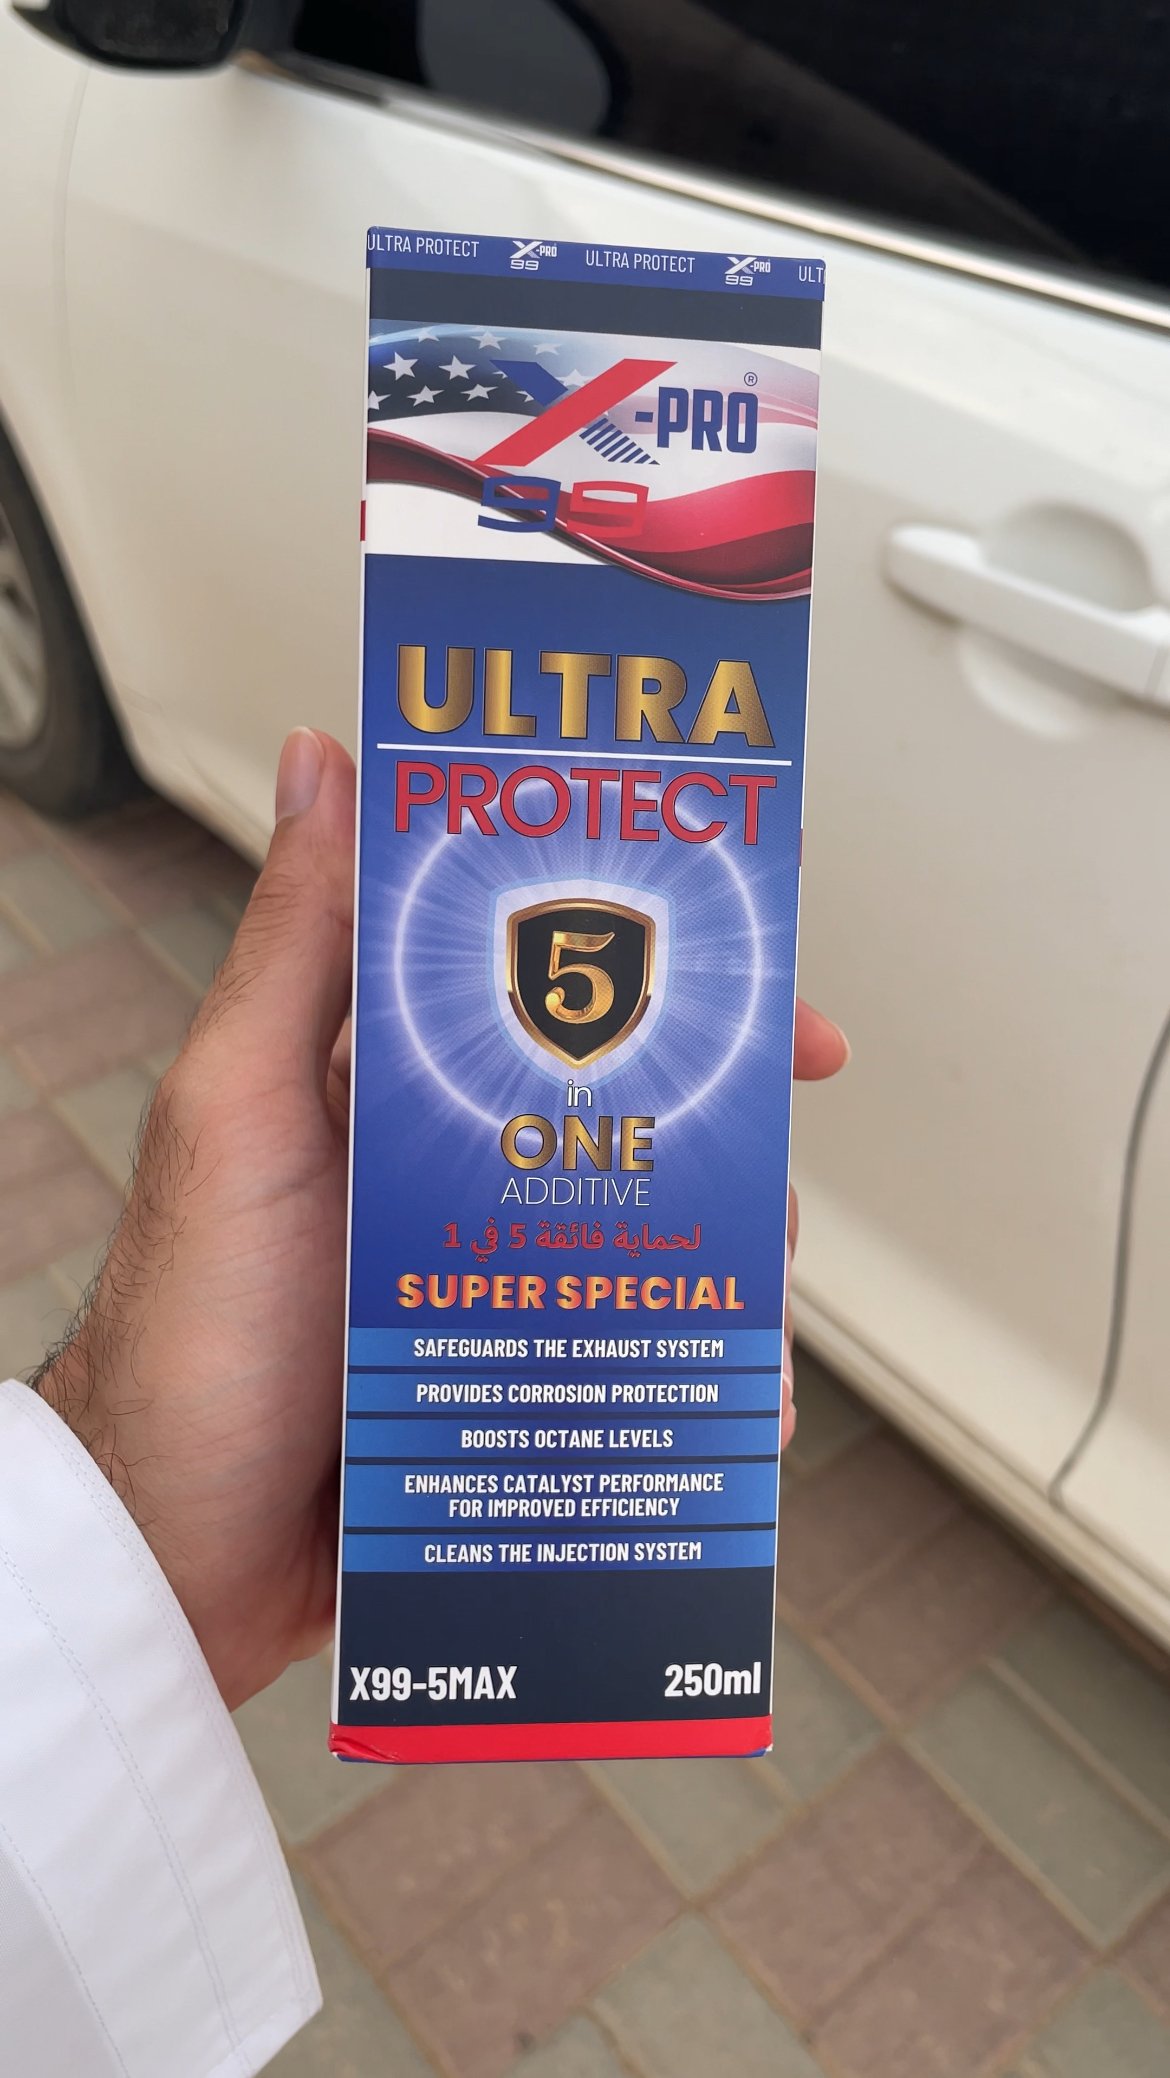 ULTRA PROTECT X-PRO 99 ULTRA PROTECT X-PRO 99 ULT
X-PRO ®
99
ULTRA
PROTECT
5
in
ONE
ADDITIVE
لحماية فائقة 5 في 1
SUPER SPECIAL
SAFEGUARDS THE EXHAUST SYSTEM
PROVIDES CORROSION PROTECTION
BOOSTS OCTANE LEVELS
ENHANCES CATALYST PERFORMANCE
FOR IMPROVED EFFICIENCY
CLEANS THE INJECTION SYSTEM
X99-5MAX 250ml